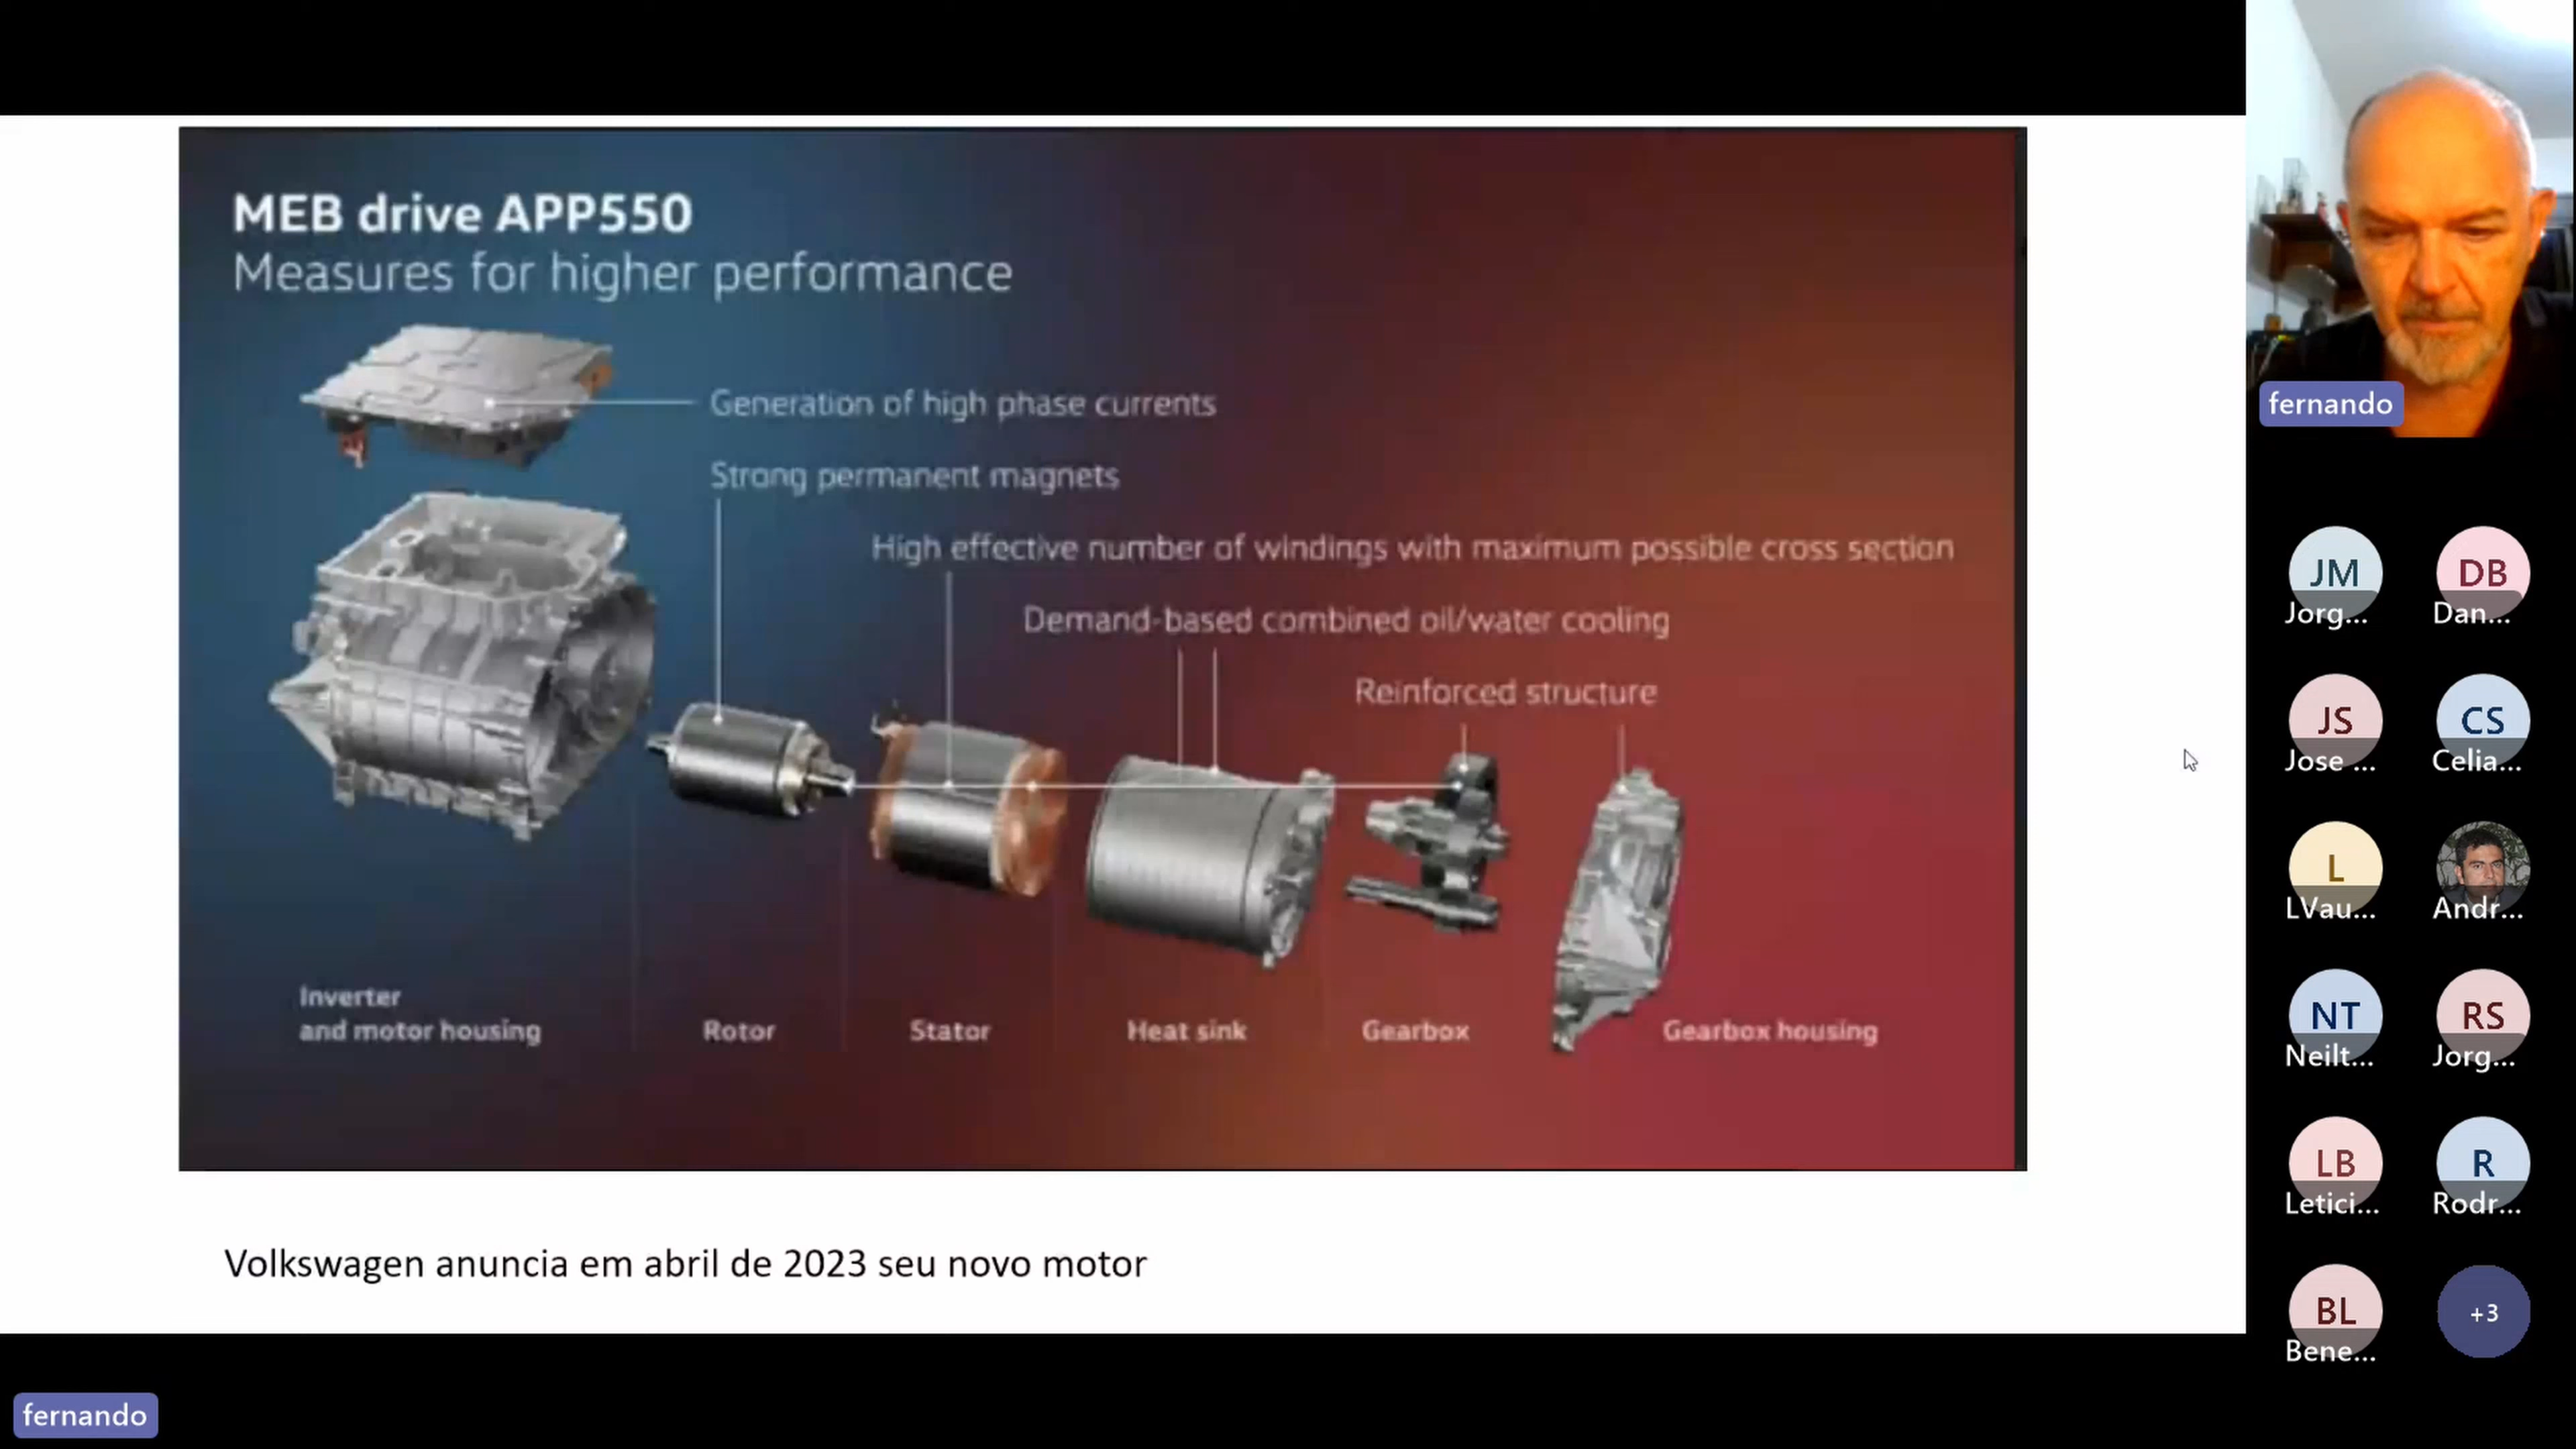 MEB drive APP550
Measures for higher performance
Generation of high phase currents
Strong permanent magnets
High effective number of windings with maximum possible cross section
Demand-based combined oil/water cooling
Reinforced structure
Inverter
and motor housing
Rotor
Stator
Heat sink
Gearbox
Gearbox housing
Volkswagen anuncia em abril de 2023 seu novo motor
fernando
fernando
JM
Jorg...
DB
Dan...
JS
Jose ...
CS
Celia...
L
LVau...
Andr...
NT
Neilt...
RS
Jorg...
LB
Letici...
R
Rodr...
BL
Bene...
+3